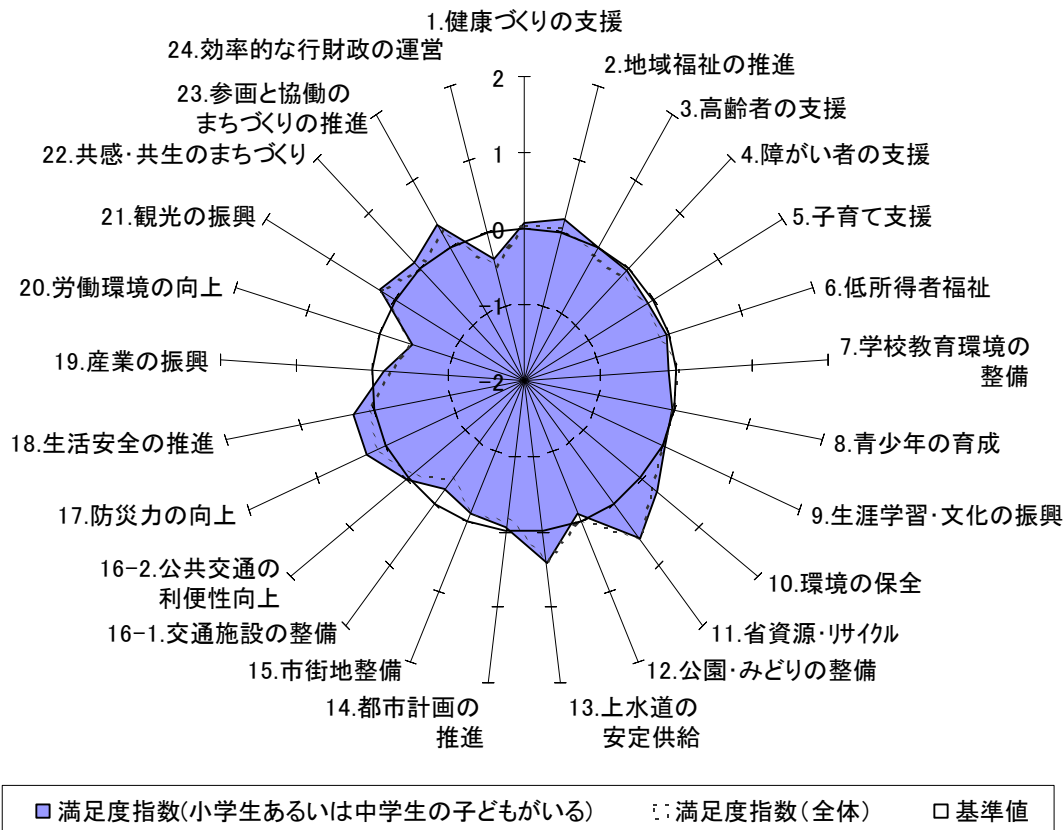 1.健康づくりの支援
2.地域福祉の推進
3.高齢者の支援
4.障がい者の支援
5.子育て支援
6.低所得者福祉
7.学校教育環境の
整備
8.青少年の育成
9.生涯学習・文化の振興
10.環境の保全
11.省資源・ﾘｻｲｸﾙ
12.公園・みどりの整備
13.上水道の
安定供給
14.都市計画の
推進
15.市街地整備
16-1.交通施設の整備
16-2.公共交通の
利便性向上
17.防災力の向上
18.生活安全の推進
19.産業の振興
20.労働環境の向上
21.観光の振興
22.共感・共生のまちづくり
23.参画と協働の
まちづくりの推進
24.効率的な行財政の運営
2
1
0
-1
-2
満足度指数(小学生あるいは中学生の子どもがいる)
満足度指数(全体)
基準値